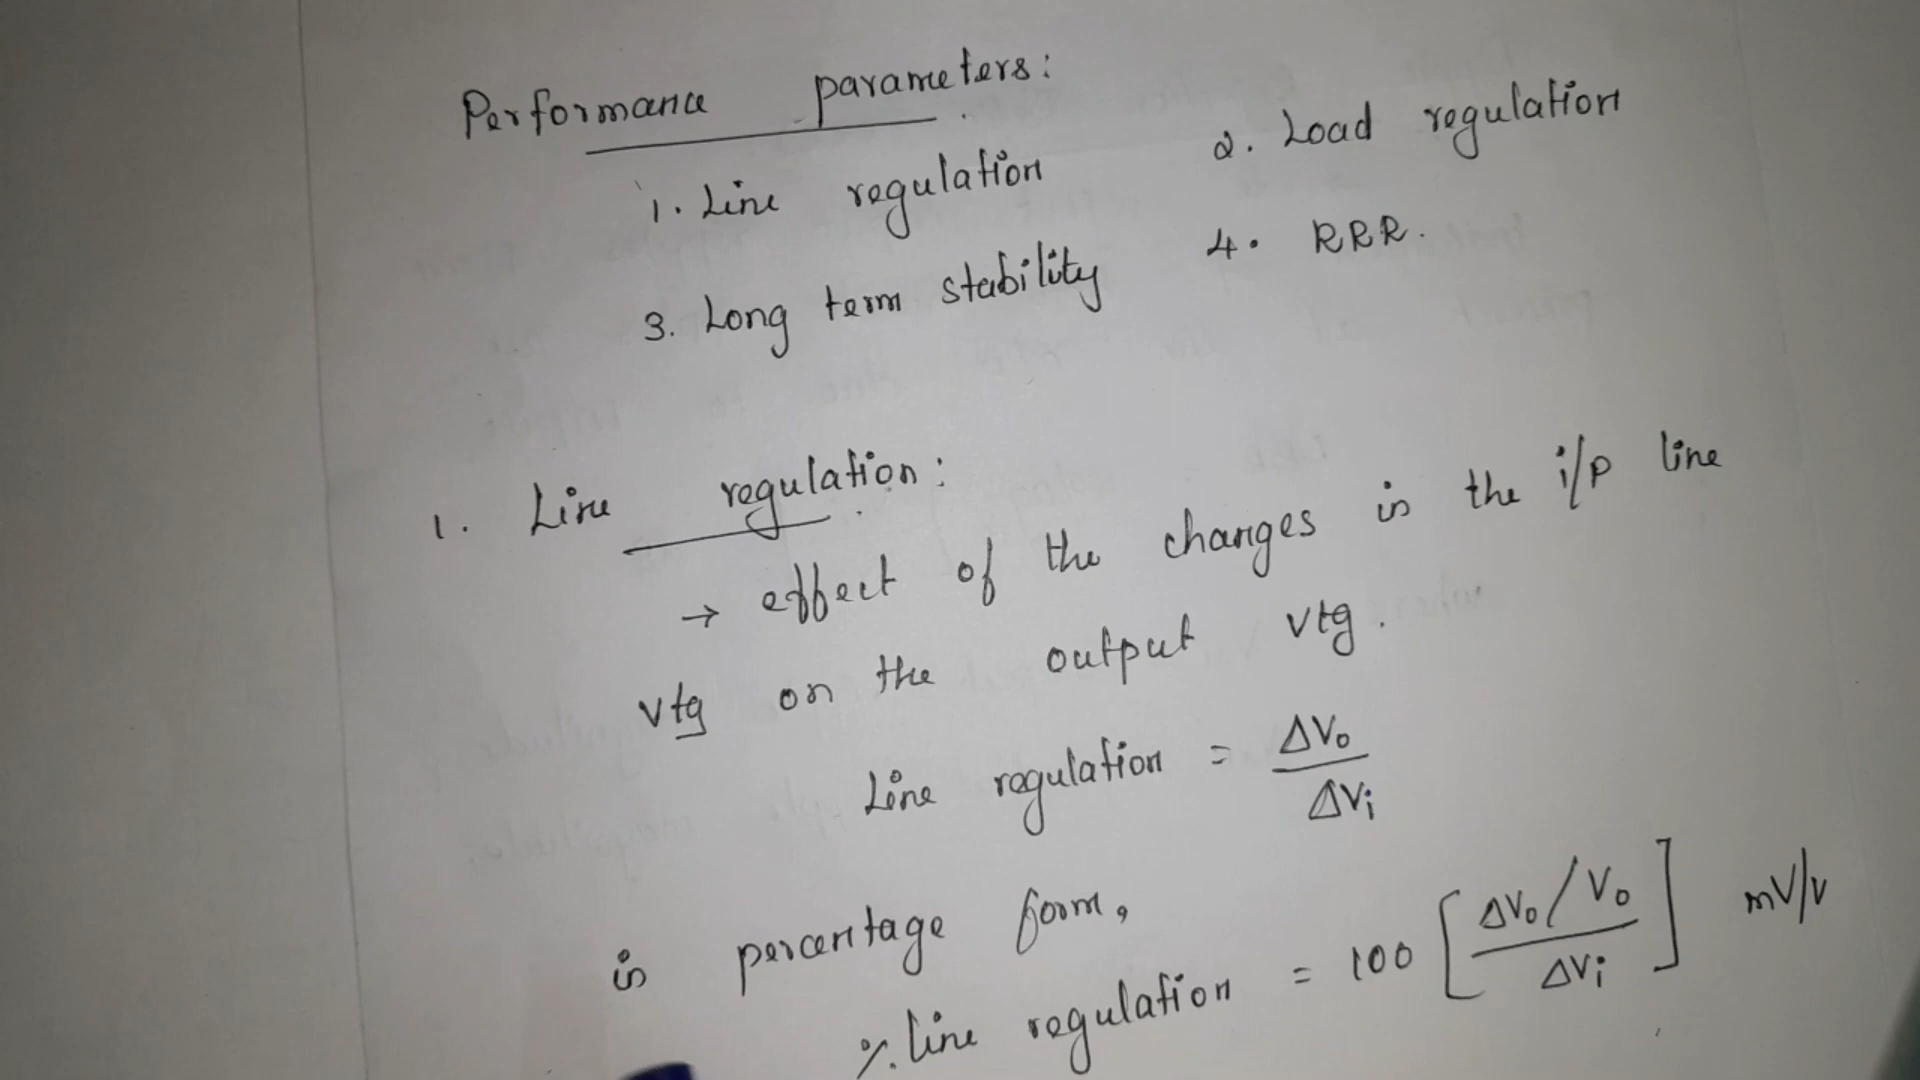 Performance parameters:
1. Line regulation 2. Load regulation
3. Long term stability 4. RRR.
1. Line regulation:
→ effect of the changes in the i/p line
vtg on the output vtg.
Line regulation = ΔVo / ΔVi
in percentage form,
% line regulation = 100 [ (ΔVo/Vo) / ΔVi ] mV/V